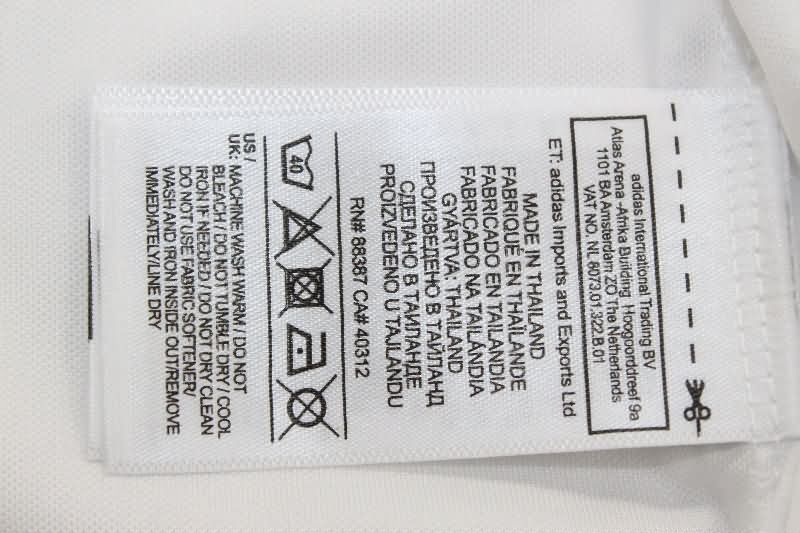 adidas International Trading BV
Atlas Arena -Afrika Building Hoogoorddreef 9a
1101 BA Amsterdam ZO The Netherlands
VAT NO. NL 8073.01.322.B.01
ET: adidas Imports and Exports Ltd
MADE IN THAILAND
FABRIQUÉ EN THAÏLANDE
FABRICADO EN TAILANDIA
FABRICADO NA TAILÂNDIA
GYÁRTVA THAILAND
ПРОИЗВЕДЕНО В ТАЙЛАНД
СДЕЛАНО В ТАИЛАНДЕ
PROIZVEDENO U TAJLANDU
RN# 88387 CA# 40312
40
US /
UK: MACHINE WASH WARM / DO NOT
BLEACH / DO NOT TUMBLE DRY / COOL
IRON IF NEEDED / DO NOT DRY CLEAN
DO NOT USE FABRIC SOFTENER/
WASH AND IRON INSIDE OUT/REMOVE
IMMEDIATELY/LINE DRY